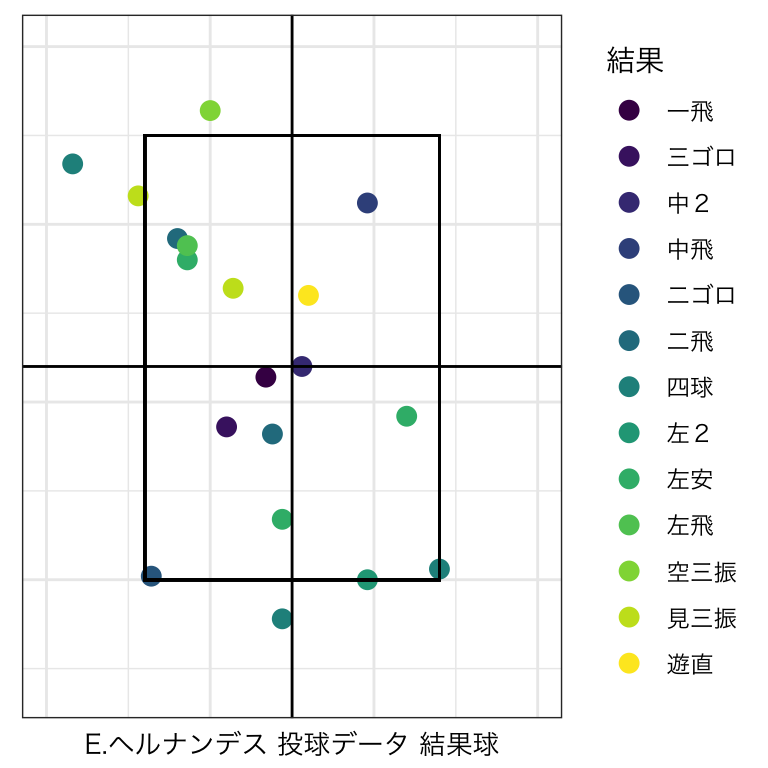 結果
一飛
三ゴロ
中２
中飛
二ゴロ
二飛
四球
左２
左安
左飛
空三振
見三振
遊直
E.ヘルナンデス 投球データ 結果球